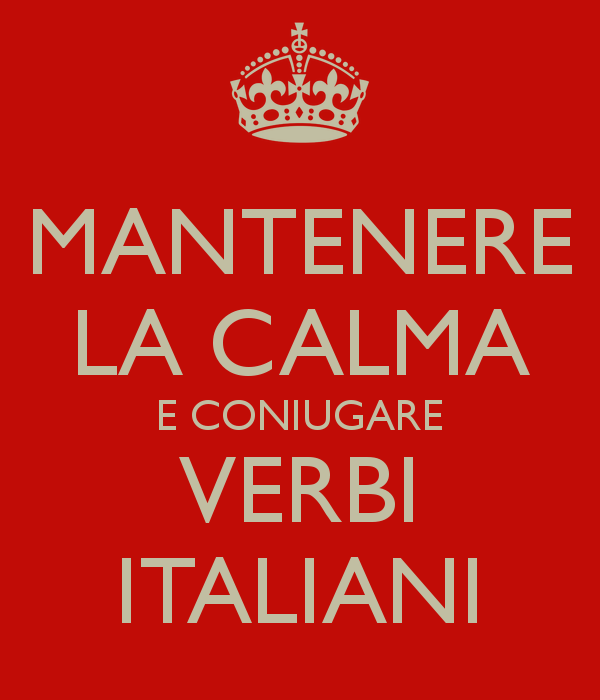 MANTENERE
LA CALMA
E CONIUGARE
VERBI
ITALIANI